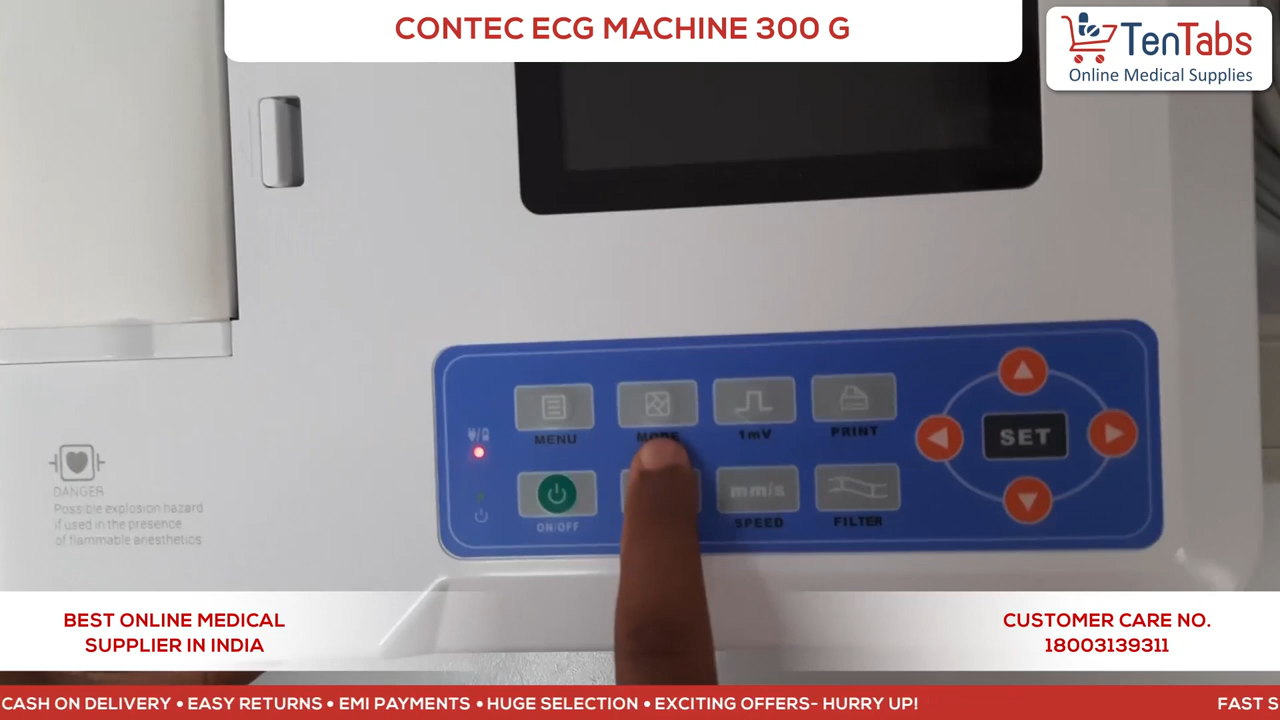 CONTEC ECG MACHINE 300 G
TenTabs
Online Medical Supplies
MENU
MODE
1mV
PRINT
SET
ON/OFF
mm/s
SPEED
FILTER
DANGER
Possible explosion hazard
if used in the presence
of flammable anesthetics
BEST ONLINE MEDICAL
SUPPLIER IN INDIA
CUSTOMER CARE NO.
18003139311
CASH ON DELIVERY • EASY RETURNS • EMI PAYMENTS • HUGE SELECTION • EXCITING OFFERS- HURRY UP!
FAST S